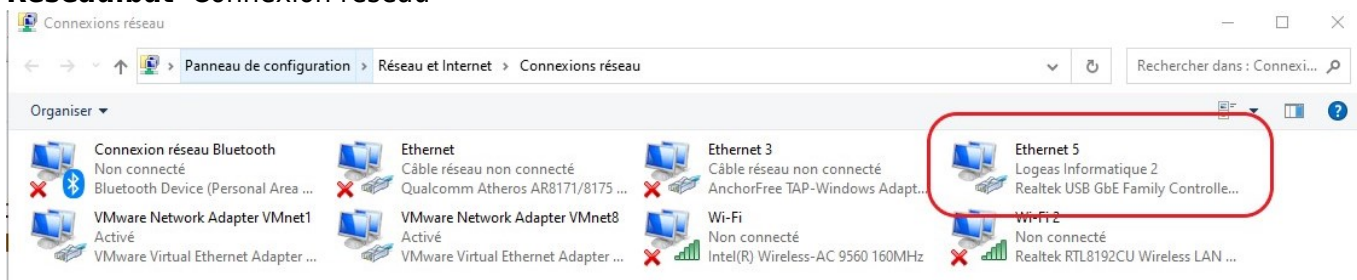 Connexions réseau
Panneau de configuration > Réseau et Internet > Connexions réseau
Rechercher dans : Connexi...
Organiser
Connexion réseau Bluetooth
Non connecté
Bluetooth Device (Personal Area ...
Ethernet
Câble réseau non connecté
Qualcomm Atheros AR8171/8175 ...
Ethernet 3
Câble réseau non connecté
AnchorFree TAP-Windows Adapt...
Ethernet 5
Logeas Informatique 2
Realtek USB GbE Family Controlle...
VMware Network Adapter VMnet1
Activé
VMware Virtual Ethernet Adapter ...
VMware Network Adapter VMnet8
Activé
VMware Virtual Ethernet Adapter ...
Wi-Fi
Non connecté
Intel(R) Wireless-AC 9560 160MHz
Wi-Fi 2
Non connecté
Realtek RTL8192CU Wireless LAN ...